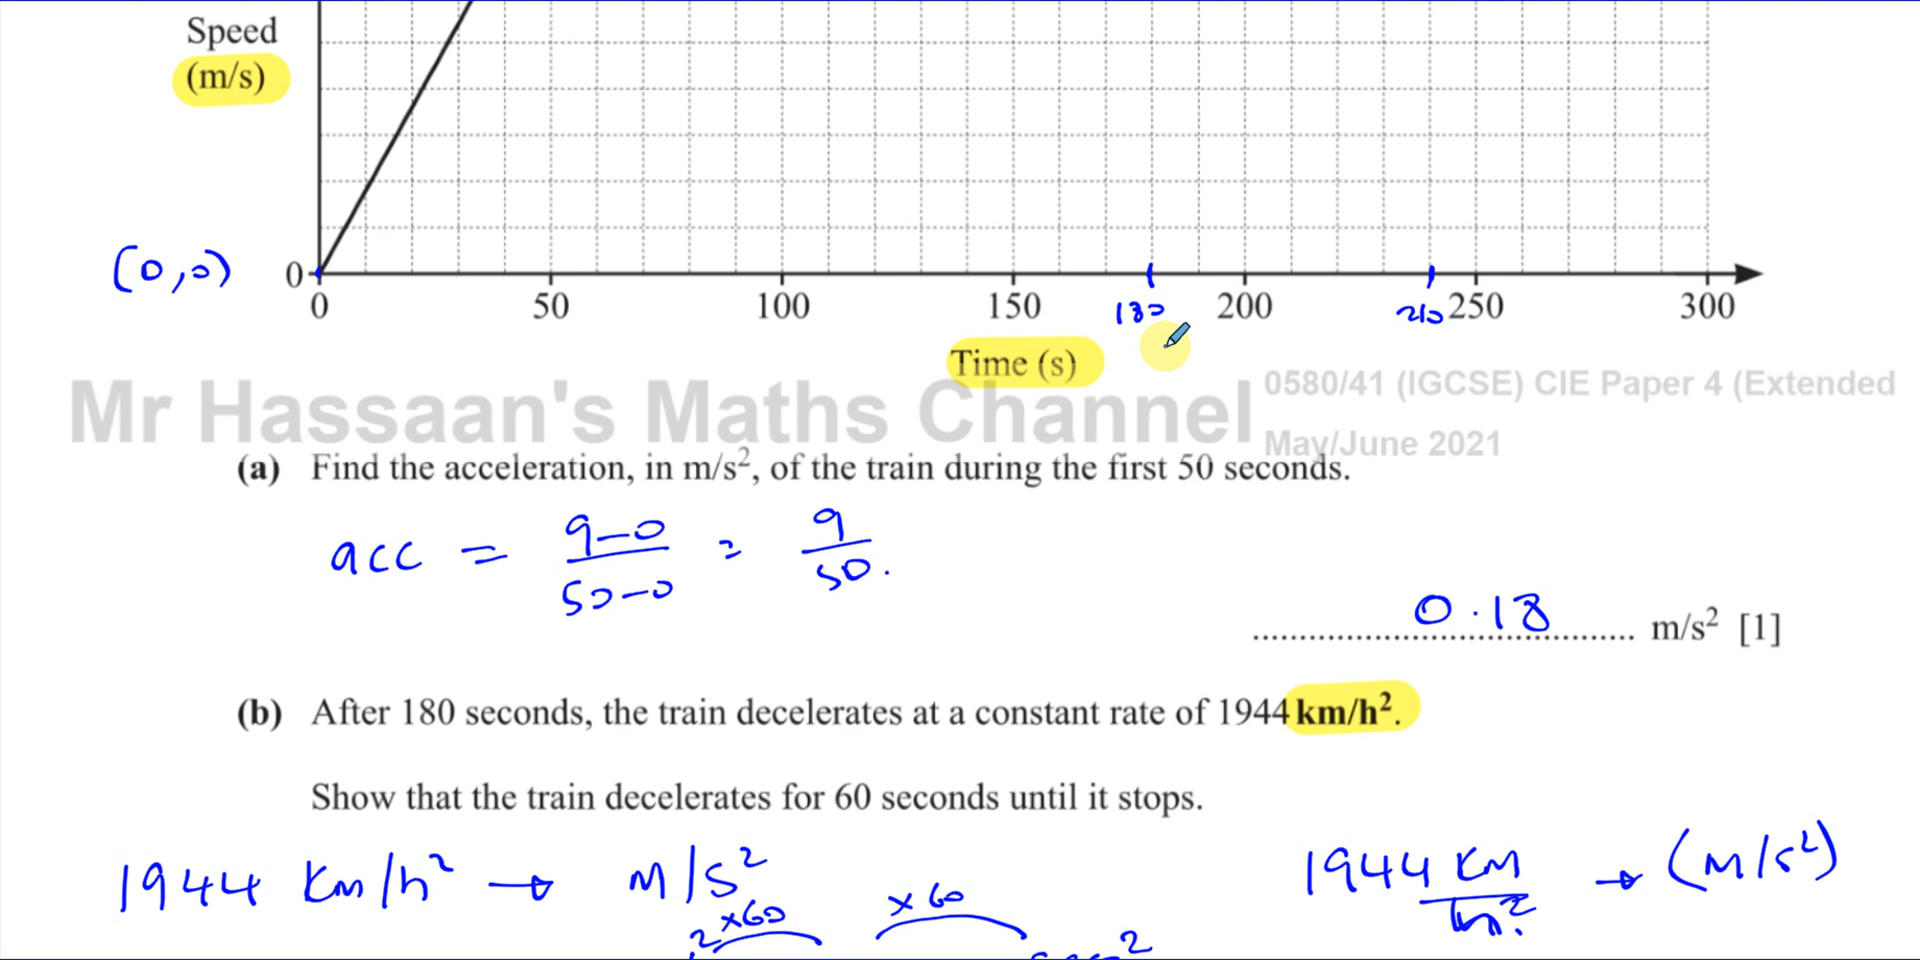 Speed
(m/s)
(0,0) 0
0 50 100 150 180 200 210 250 300
Time (s)
Mr Hassaan's Maths Channel 0580/41 (IGCSE) CIE Paper 4 (Extended
May/June 2021
(a) Find the acceleration, in m/s², of the train during the first 50 seconds.
acc = 9-0/50-0 = 9/50.
0.18
........................................ m/s² [1]
(b) After 180 seconds, the train decelerates at a constant rate of 1944 km/h².
Show that the train decelerates for 60 seconds until it stops.
1944 km/h² → m/s² 1944 km/h² → (m/s²)
×60 ×60